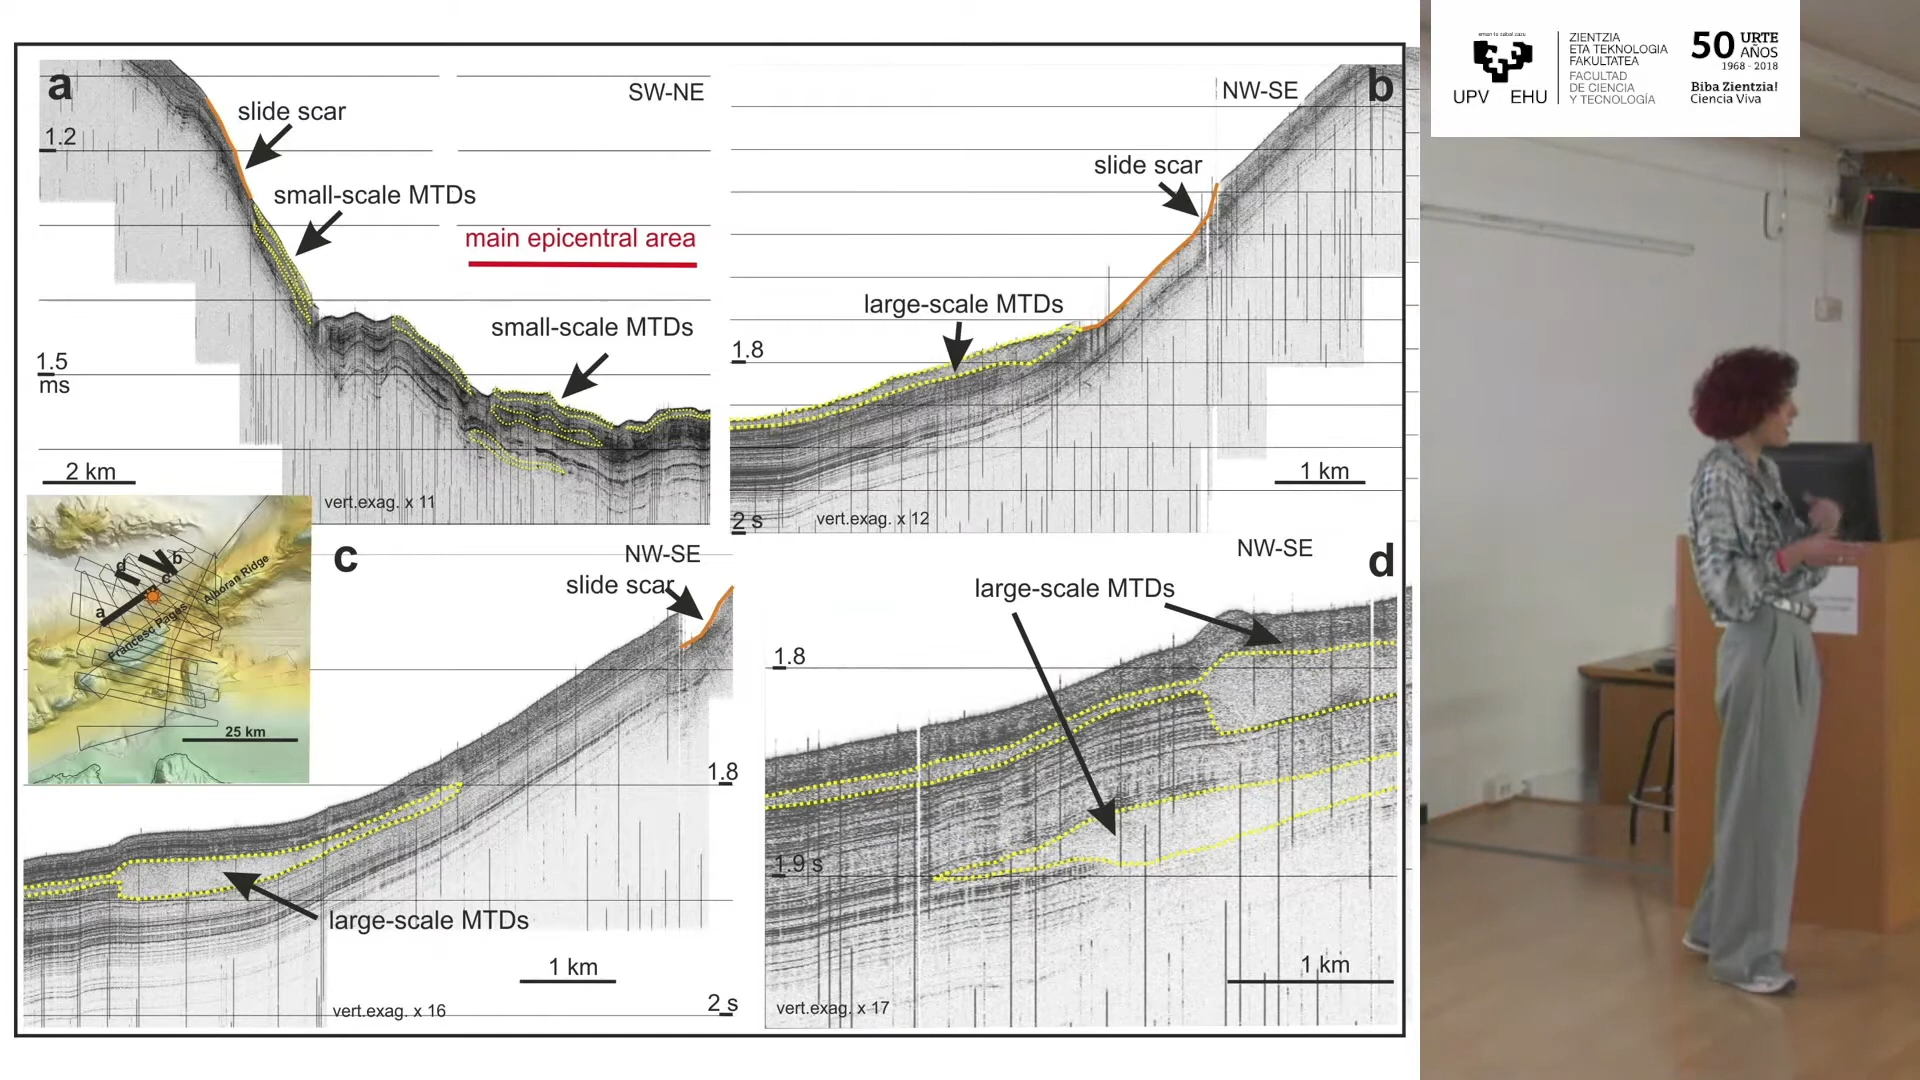 a
SW-NE
slide scar
1.2
small-scale MTDs
main epicentral area
small-scale MTDs
1.5
ms
2 km
vert.exag. x 11
b
NW-SE
slide scar
large-scale MTDs
1.8
1 km
2 s
vert.exag. x 12
d
b
c
a
Alboran Ridge
Francesc Pagès
25 km
c
NW-SE
slide scar
1.8
large-scale MTDs
1 km
vert.exag. x 16
2 s
d
NW-SE
large-scale MTDs
1.8
1.9 s
1 km
vert.exag. x 17
eman ta zabal zazu
UPV EHU
ZIENTZIA
ETA TEKNOLOGIA
FAKULTATEA
FACULTAD
DE CIENCIA
Y TECNOLOGÍA
50 URTE
AÑOS
1968 - 2018
Biba Zientzia!
Ciencia Viva